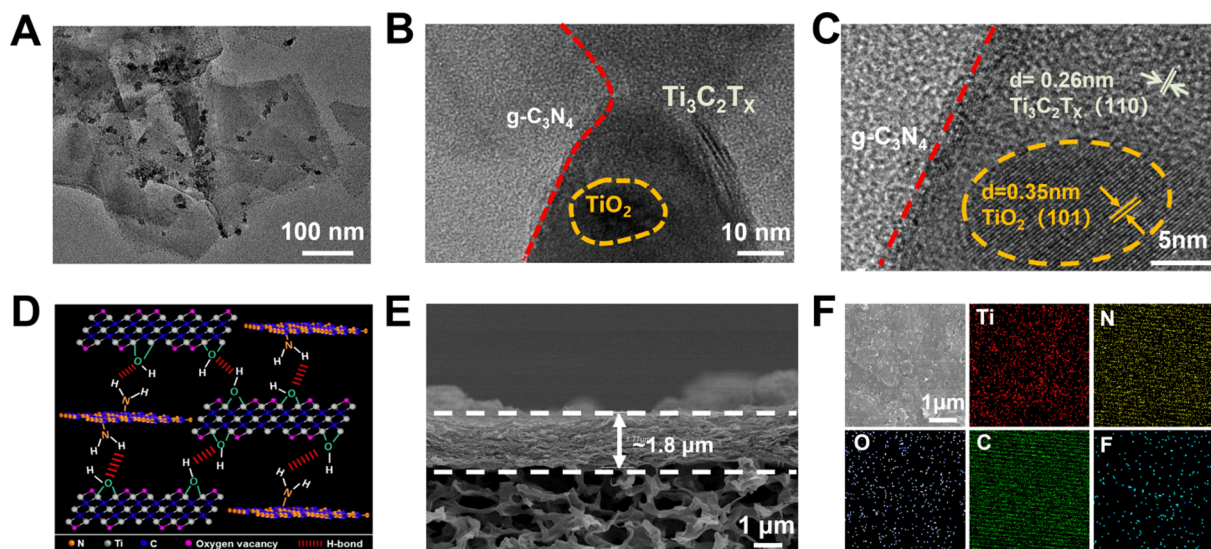 A
100 nm
B
g-C₃N₄
Ti₃C₂Tₓ
TiO₂
10 nm
C
d= 0.26nm
Ti₃C₂Tₓ (110)
g-C₃N₄
d=0.35nm
TiO₂ (101)
5nm
D
H H
N
O
H
H
O
H
O
H
H
N
H
O
N
H
H
O
H
O
H
H
O
H
O
H
H
N
N Ti C Oxygen vacancy H-bond
E
~1.8 μm
1 μm
F
1μm
Ti
N
O
C
F